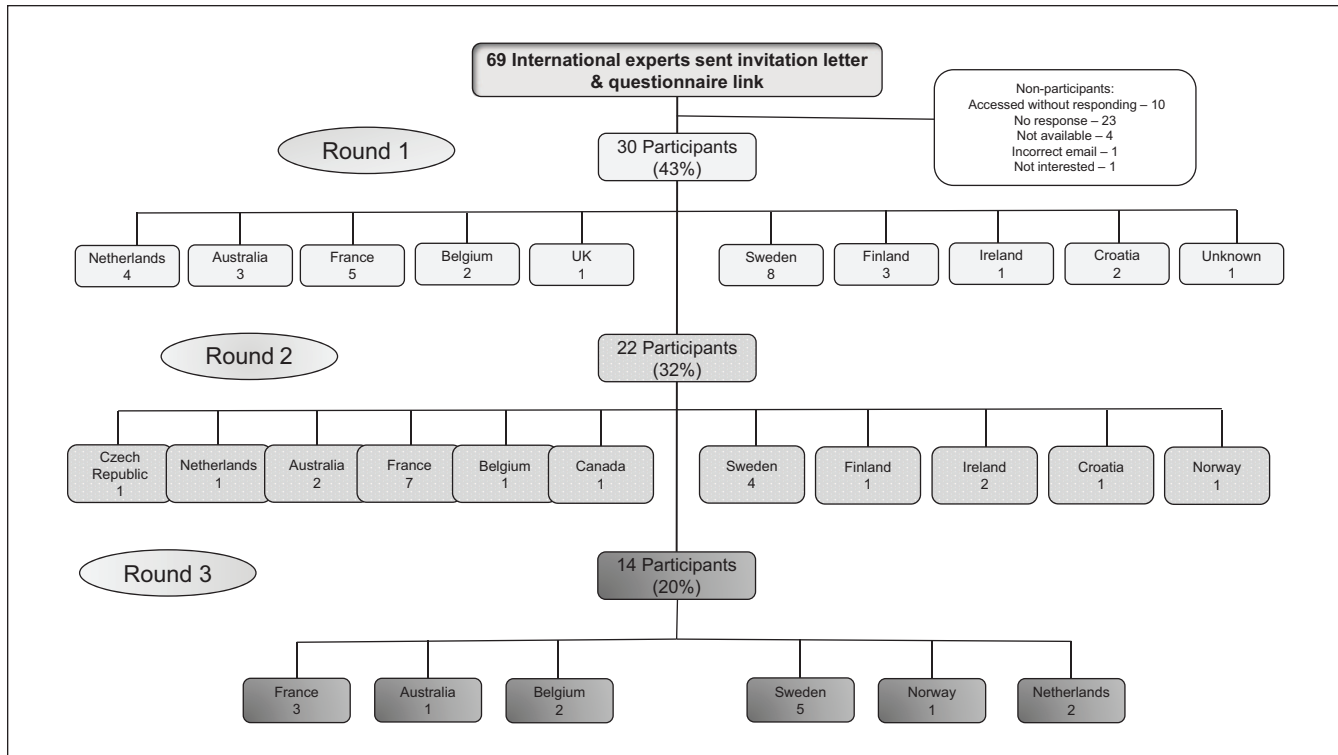 69 International experts sent invitation letter
& questionnaire link
Non-participants:
Accessed without responding – 10
No response – 23
Not available – 4
Incorrect email – 1
Not interested – 1
Round 1
30 Participants
(43%)
Netherlands
4
Australia
3
France
5
Belgium
2
UK
1
Sweden
8
Finland
3
Ireland
1
Croatia
2
Unknown
1
Round 2
22 Participants
(32%)
Czech
Republic
1
Netherlands
1
Australia
2
France
7
Belgium
1
Canada
1
Sweden
4
Finland
1
Ireland
2
Croatia
1
Norway
1
Round 3
14 Participants
(20%)
France
3
Australia
1
Belgium
2
Sweden
5
Norway
1
Netherlands
2